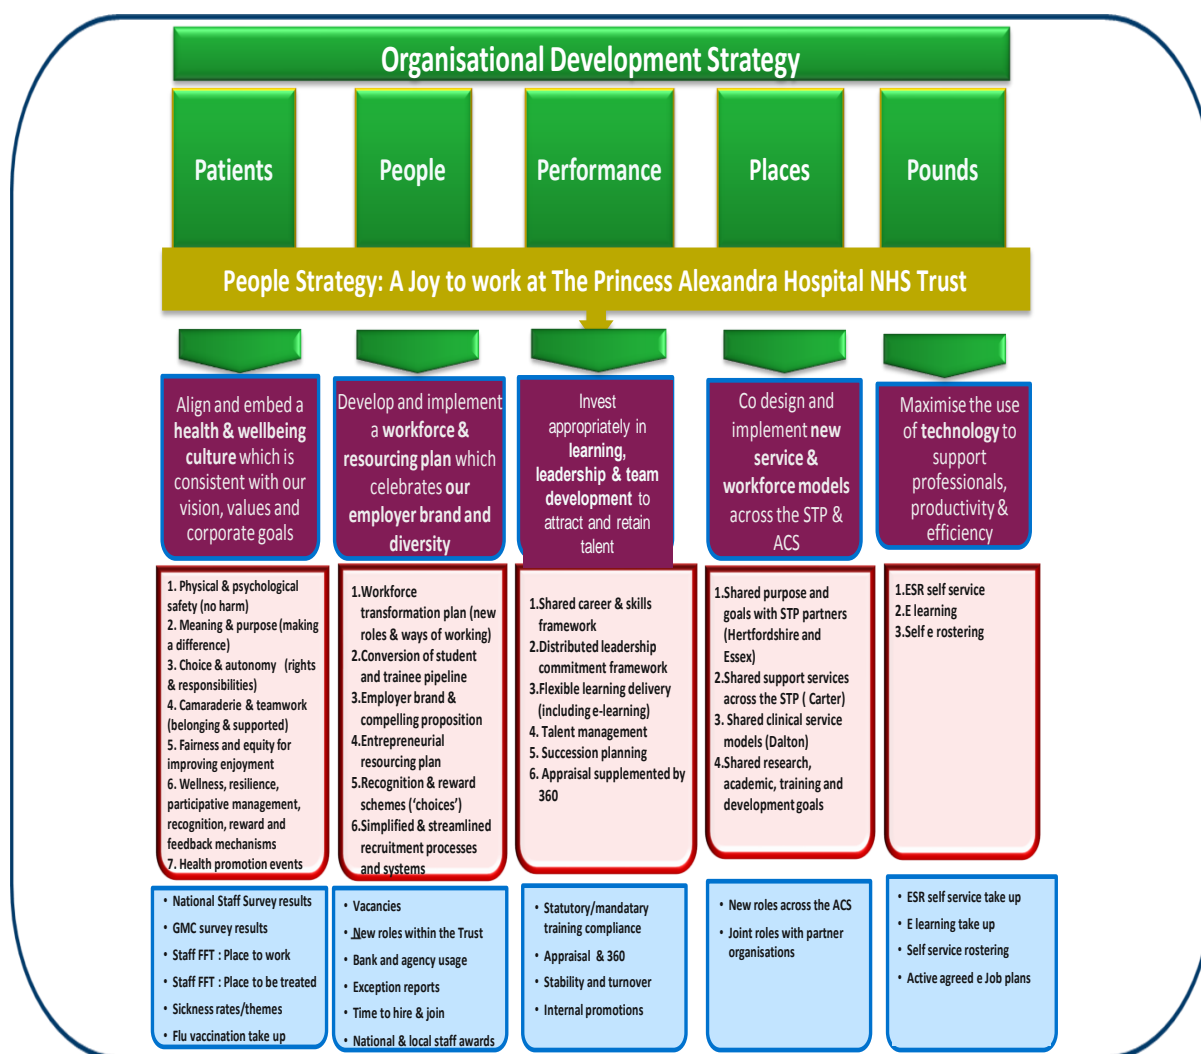 Organisational Development Strategy
Patients
People
Performance
Places
Pounds
People Strategy: A Joy to work at The Princess Alexandra Hospital NHS Trust
Align and embed a
health & wellbeing
culture which is
consistent with our
vision, values and
corporate goals
Develop and implement
a workforce &
resourcing plan which
celebrates our
employer brand and
diversity
Invest
appropriately in
learning,
leadership & team
development to
attract and retain
talent
Co design and
implement new
service &
workforce models
across the STP &
ACS
Maximise the use
of technology to
support
professionals,
productivity &
efficiency
1. Physical & psychological
safety (no harm)
2. Meaning & purpose (making
a difference)
3. Choice & autonomy (rights
& responsibilities)
4. Camaraderie & teamwork
(belonging & supported)
5. Fairness and equity for
improving enjoyment
6. Wellness, resilience,
participative management,
recognition, reward and
feedback mechanisms
7. Health promotion events
1.Workforce
transformation plan (new
roles & ways of working)
2.Conversion of student
and trainee pipeline
3.Employer brand &
compelling proposition
4.Entrepreneurial
resourcing plan
5.Recognition & reward
schemes (‘choices’)
6.Simplified & streamlined
recruitment processes
and systems
1.Shared career & skills
framework
2.Distributed leadership
commitment framework
3.Flexible learning delivery
(including e-learning)
4. Talent management
5. Succession planning
6. Appraisal supplemented by
360
1.Shared purpose and
goals with STP partners
(Hertfordshire and
Essex)
2.Shared support services
across the STP ( Carter)
3. Shared clinical service
models (Dalton)
4.Shared research,
academic, training and
development goals
1.ESR self service
2.E learning
3.Self e rostering
• National Staff Survey results
• GMC survey results
• Staff FFT : Place to work
• Staff FFT : Place to be treated
• Sickness rates/themes
• Flu vaccination take up
• Vacancies
• New roles within the Trust
• Bank and agency usage
• Exception reports
• Time to hire & join
• National & local staff awards
• Statutory/mandatary
training compliance
• Appraisal & 360
• Stability and turnover
• Internal promotions
• New roles across the ACS
• Joint roles with partner
organisations
• ESR self service take up
• E learning take up
• Self service rostering
• Active agreed e Job plans